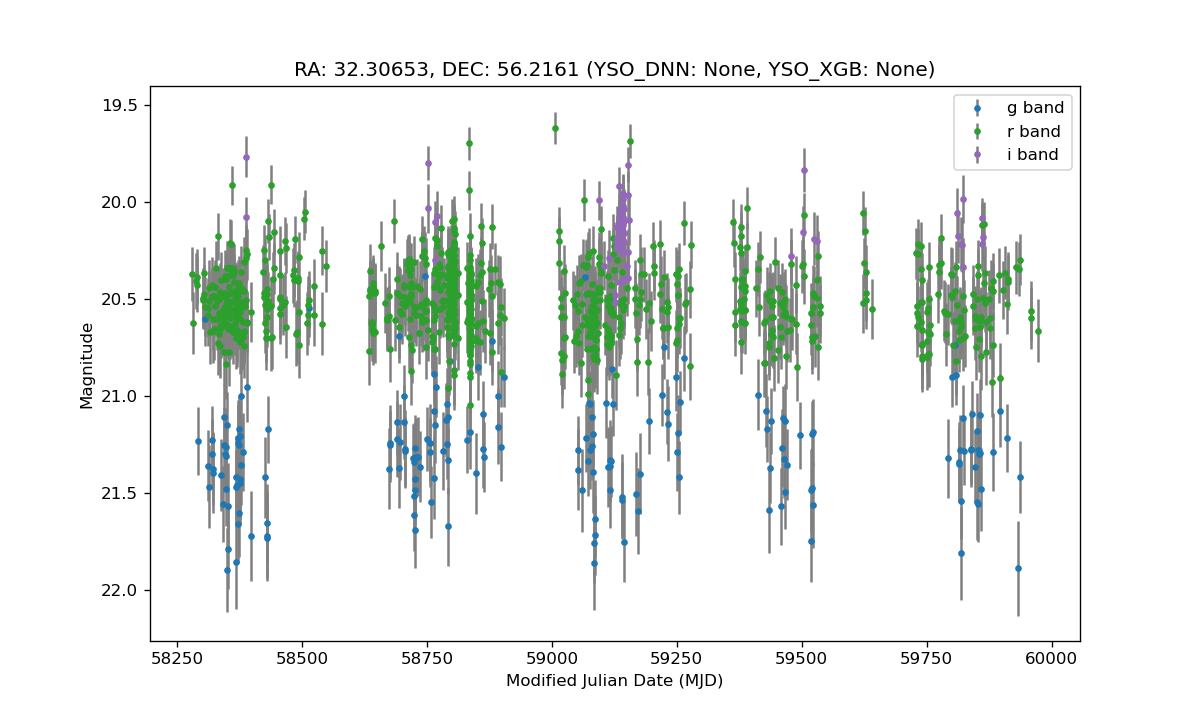 RA: 32.30653, DEC: 56.2161 (YSO_DNN: None, YSO_XGB: None)
g band
r band
i band
19.5
20.0
20.5
21.0
21.5
22.0
Magnitude
58250 58500 58750 59000 59250 59500 59750 60000
Modified Julian Date (MJD)